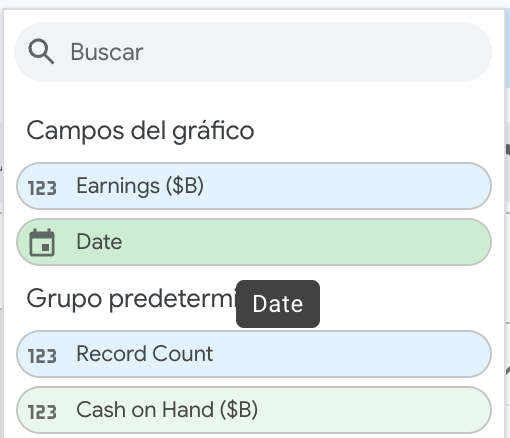 Buscar
Campos del gráfico
123 Earnings ($B)
Date
Grupo predetermi
Date
123 Record Count
123 Cash on Hand ($B)